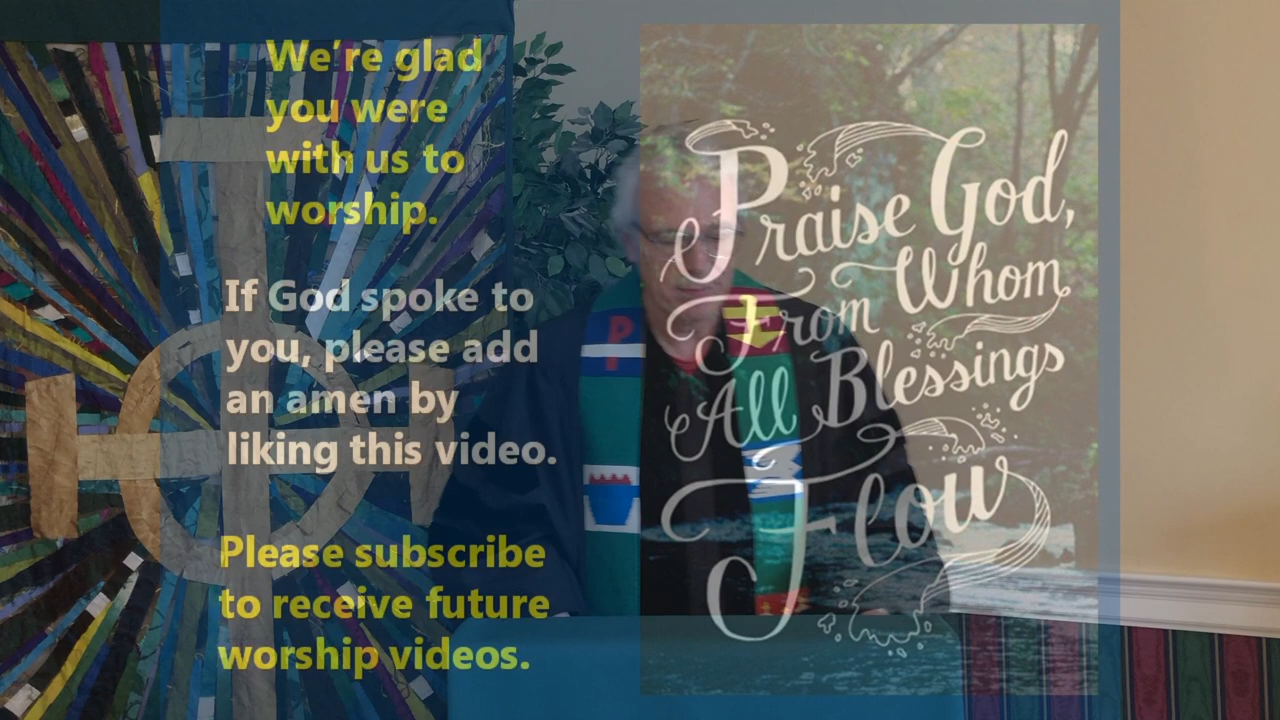 We're glad
you were
with us to
worship.
If God spoke to
you, please add
an amen by
liking this video.
Please subscribe
to receive future
worship videos.
Praise God,
From Whom
All Blessings
Flow
P